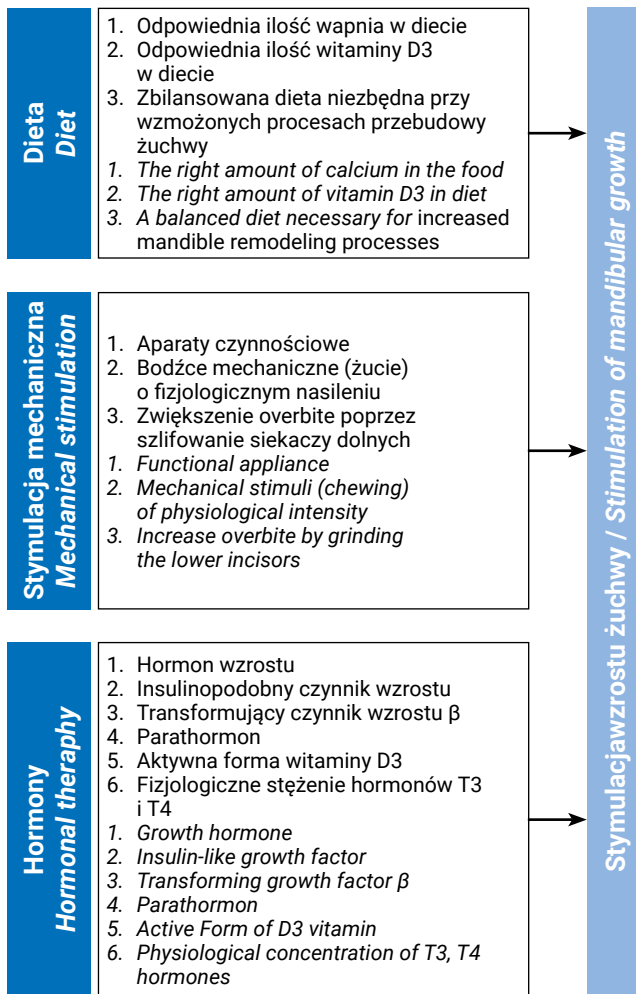 Dieta
Diet
1. Odpowiednia ilość wapnia w diecie
2. Odpowiednia ilość witaminy D3
w diecie
3. Zbilansowana dieta niezbędna przy
wzmożonych procesach przebudowy
żuchwy
1. The right amount of calcium in the food
2. The right amount of vitamin D3 in diet
3. A balanced diet necessary for increased
mandible remodeling processes
Stymulacja mechaniczna
Mechanical stimulation
1. Aparaty czynnościowe
2. Bodźce mechaniczne (żucie)
o fizjologicznym nasileniu
3. Zwiększenie overbite poprzez
szlifowanie siekaczy dolnych
1. Functional appliance
2. Mechanical stimuli (chewing)
of physiological intensity
3. Increase overbite by grinding
the lower incisors
Hormony
Hormonal theraphy
1. Hormon wzrostu
2. Insulinopodobny czynnik wzrostu
3. Transformujący czynnik wzrostu β
4. Parathormon
5. Aktywna forma witaminy D3
6. Fizjologiczne stężenie hormonów T3
i T4
1. Growth hormone
2. Insulin-like growth factor
3. Transforming growth factor β
4. Parathormon
5. Active Form of D3 vitamin
6. Physiological concentration of T3, T4
hormones
Stymulacjawzrostu żuchwy / Stimulation of mandibular growth